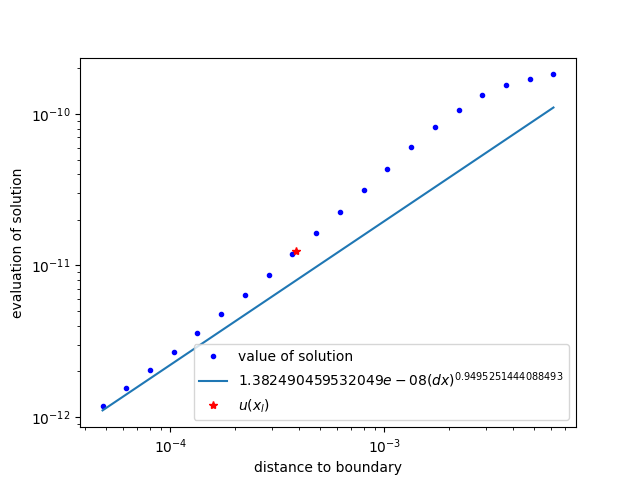 10⁻¹⁰
10⁻¹¹
10⁻¹²
evaluation of solution
value of solution
1.382490459532049e − 08(dx)^0.9495251444088493
u(x_l)
10⁻⁴ 10⁻³
distance to boundary